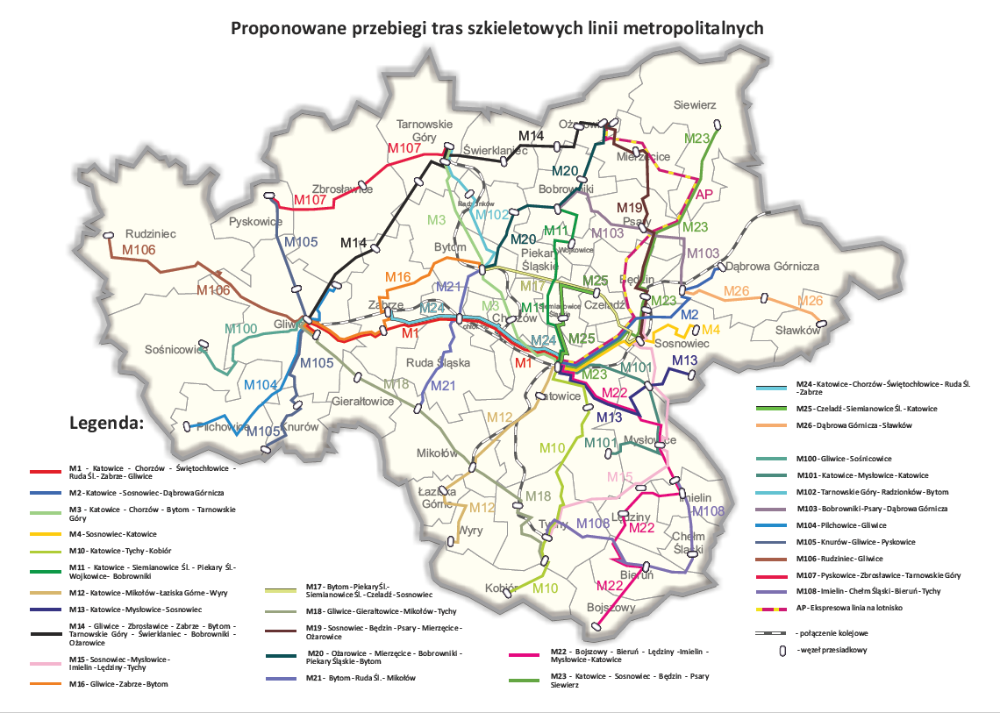 Proponowane przebiegi tras szkieletowych linii metropolitalnych
Siewierz
Tarnowskie
Góry
M14
M23
M107
Świerklaniec
Mierzęcice
M20
Zbrosławice
Bobrowniki
AP
M107
Pyskowice
M3
M102
M19
Psary
M23
Rudziniec
M106
M105
M14
M20
M11
M103
Wojkowice
M103
Bytom
Piekary
Śląskie
Dąbrowa Górnicza
M16
M21
M17
M25
Będzin
M106
M26
M23
Zabrze
M24
M3
M11
Czeladź
M26
Gliwice
M1
Chorzów
M2
M100
M4
Sławków
Sośnicowice
M24
M25
Sosnowiec
M105
Ruda Śląska
M1
M101
M13
M104
M21
M18
M23
Gierałtowice
Katowice
M22
Pilchowice
M105
Knurów
M12
M13
M101
Mysłowice
Mikołów
M10
M15
Łaziska
Górne
M18
Imielin
M12
M108
Lędziny
M108
Wyry
Tychy
M22
Chełm
Śląski
Bieruń
Kobiór
M10
M22
Bojszowy
Legenda:
M1 - Katowice - Chorzów - Świętochłowice -
Ruda Śl.- Zabrze- Gliwice
M2- Katowice - Sosnowiec- Dąbrowa Górnicza
M3 - Katowice - Chorzów - Bytom - Tarnowskie
Góry
M4-Sosnowiec-Katowice
M10-Katowice-Tychy-Kobiór
M11 - Katowice - Siemianowice Śl. - Piekary Śl.-
Wojkowice- Bobrowniki
M12-Katowice-Mikołów-Łaziska Górne-Wyry
M13-Katowice-Mysłowice-Sosnowiec
M14 - Gliwice - Zbrosławice - Zabrze - Bytom -
Tarnowskie Góry - Świerklaniec - Bobrowniki -
Ożarowice
M15- Sosnowiec-Mysłowice-
Imielin-Lędziny-Tychy
M16- Gliwice-Zabrze-Bytom
M17- Bytom-Piekary Śl.-
Siemianowice Śl. - Czeladź -Sosnowiec
M18- Gliwice-Gierałtowice-Mikołów-Tychy
M19 - Sosnowiec - Będzin - Psary - Mierzęcice -
Ożarowice
M20 - Ożarowice - Mierzęcice - Bobrowniki -
Piekary Śląskie-Bytom
M21- Bytom-Ruda Śl.- Mikołów
M22 - Bojszowy - Bieruń - Lędziny -Imielin -
Mysłowice-Katowice
M23 - Katowice - Sosnowiec - Będzin - Psary
Siewierz
M24- Katowice -Chorzów -Świętochłowice - Ruda Śl.
-Zabrze
M25-Czeladź-Siemianowice Śl. -Katowice
M26-Dąbrowa Górnicza-Sławków
M100-Gliwice-Sośnicowice
M101-Katowice-Mysłowice-Katowice
M102-Tarnowskie Góry- Radzionków-Bytom
M103-Bobrowniki-Psary-Dąbrowa Górnicza
M104-Pilchowice-Gliwice
M105-Knurów-Gliwice-Pyskowice
M106-Rudziniec-Gliwice
M107-Pyskowice-Zbrosławice-Tarnowskie Góry
M108-Imielin-Chełm Śląski-Bieruń-Tychy
AP-Ekspresowa linia na lotnisko
- połączenie kolejowe
- węzeł przesiadkowy